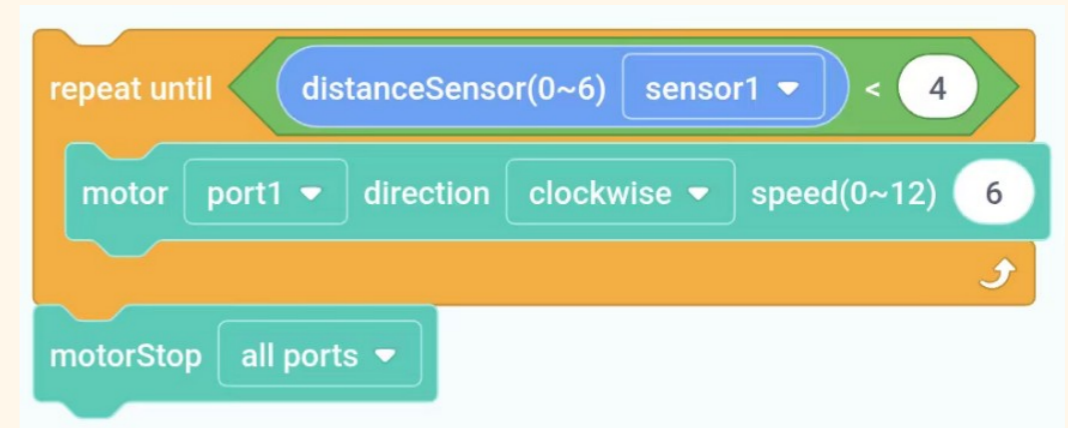 repeat until distanceSensor(0~6) sensor1 < 4
motor port1 direction clockwise speed(0~12) 6
motorStop all ports